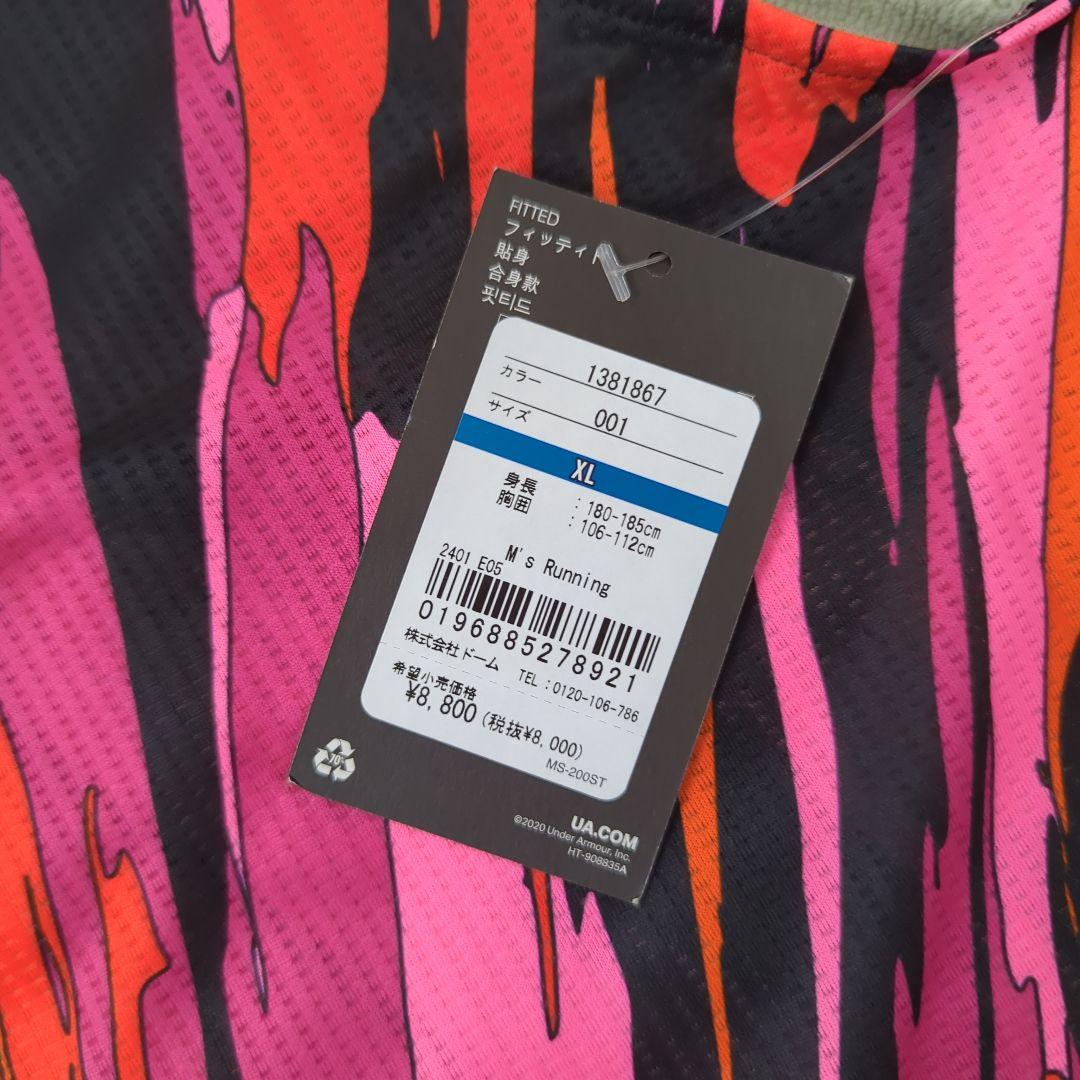 FITTED
フィッティド
貼身
合身款
핏티드
1381867
カラー 001
サイズ
XL
身長 : 180-185cm
胸囲 : 106-112cm
M's Running
2401 E05
0196885278921
株式会社ドーム TEL:0120-106-786
希望小売価格
¥8,800(税抜¥8,000)
MS-200ST
70%
UA.COM
©2020 Under Armour, Inc.
HT-908835A